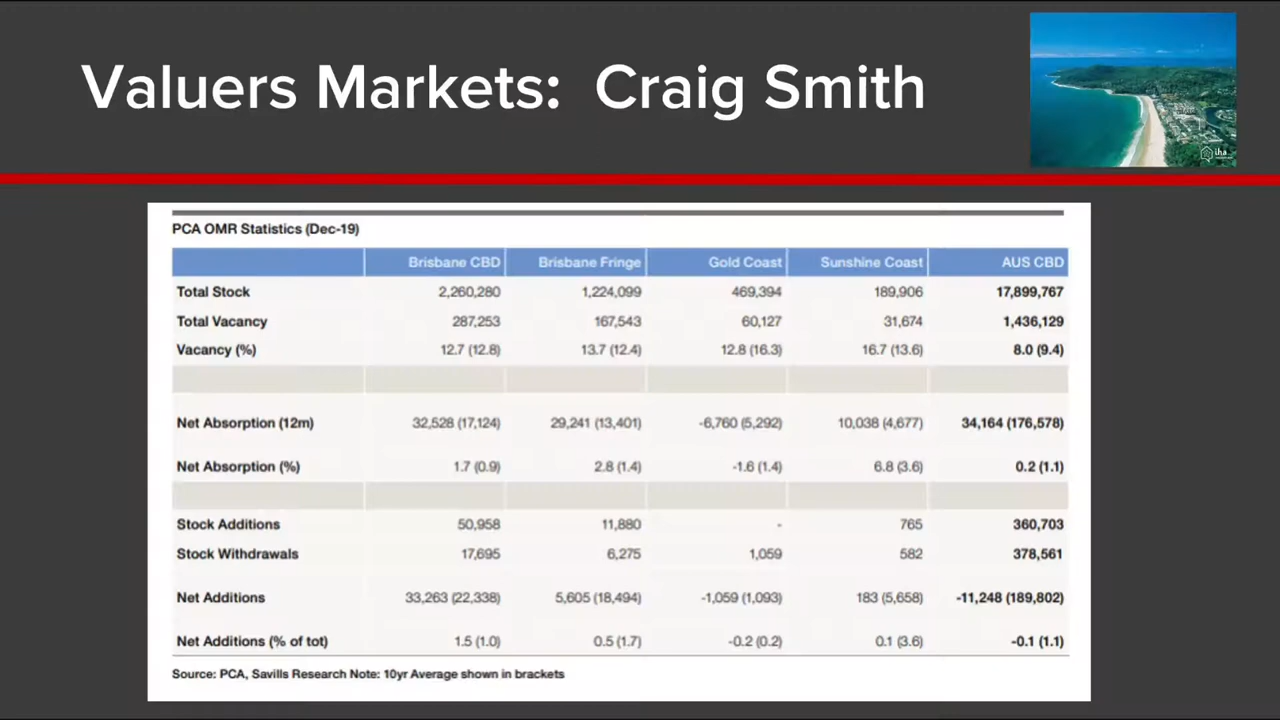 Valuers Markets: Craig Smith
iha
PCA OMR Statistics (Dec-19)
Brisbane CBD Brisbane Fringe Gold Coast Sunshine Coast AUS CBD
Total Stock 2,260,280 1,224,099 469,394 189,906 17,899,767
Total Vacancy 287,253 167,543 60,127 31,674 1,436,129
Vacancy (%) 12.7 (12.8) 13.7 (12.4) 12.8 (16.3) 16.7 (13.6) 8.0 (9.4)
Net Absorption (12m) 32,528 (17,124) 29,241 (13,401) -6,760 (5,292) 10,038 (4,677) 34,164 (176,578)
Net Absorption (%) 1.7 (0.9) 2.8 (1.4) -1.6 (1.4) 6.8 (3.6) 0.2 (1.1)
Stock Additions 50,958 11,880 - 765 360,703
Stock Withdrawals 17,695 6,275 1,059 582 378,561
Net Additions 33,263 (22,338) 5,605 (18,494) -1,059 (1,093) 183 (5,658) -11,248 (189,802)
Net Additions (% of tot) 1.5 (1.0) 0.5 (1.7) -0.2 (0.2) 0.1 (3.6) -0.1 (1.1)
Source: PCA, Savills Research Note: 10yr Average shown in brackets